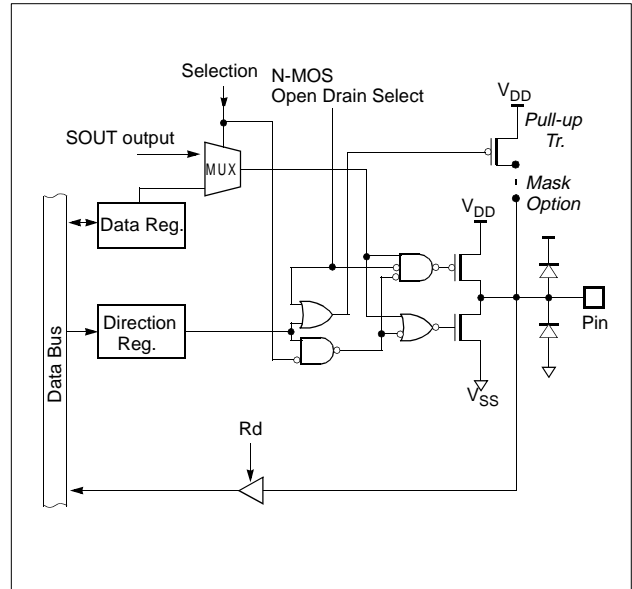 Selection
N-MOS
Open Drain Select
VDD
Pull-up
Tr.
SOUT output
MUX
Mask
Option
Data Reg.
VDD
Direction
Reg.
Pin
Data Bus
VSS
Rd